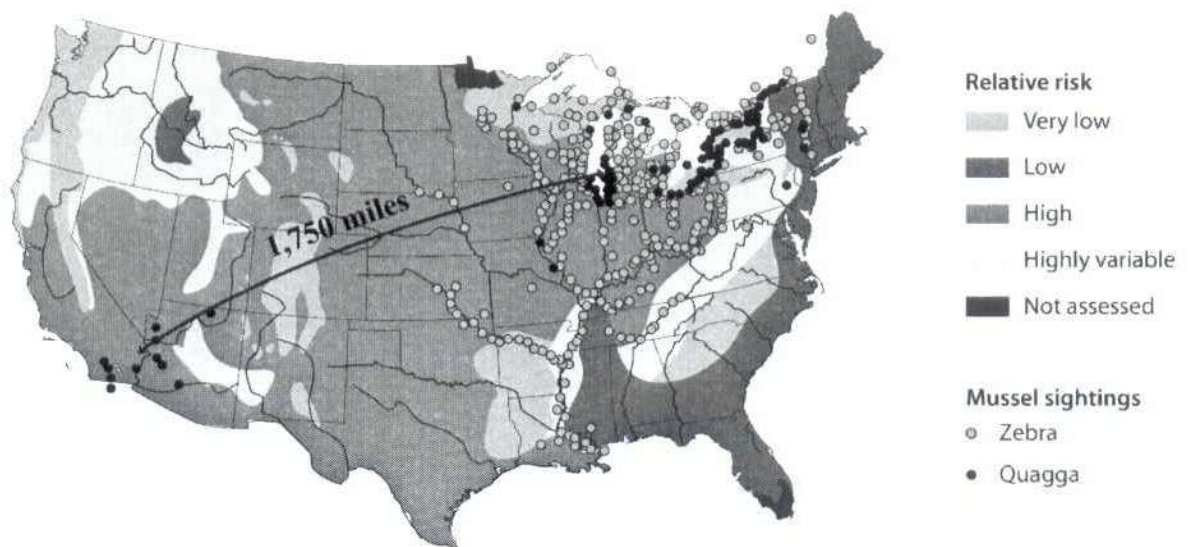 1,750 miles
Relative risk
Very low
Low
High
Highly variable
Not assessed
Mussel sightings
Zebra
Quagga